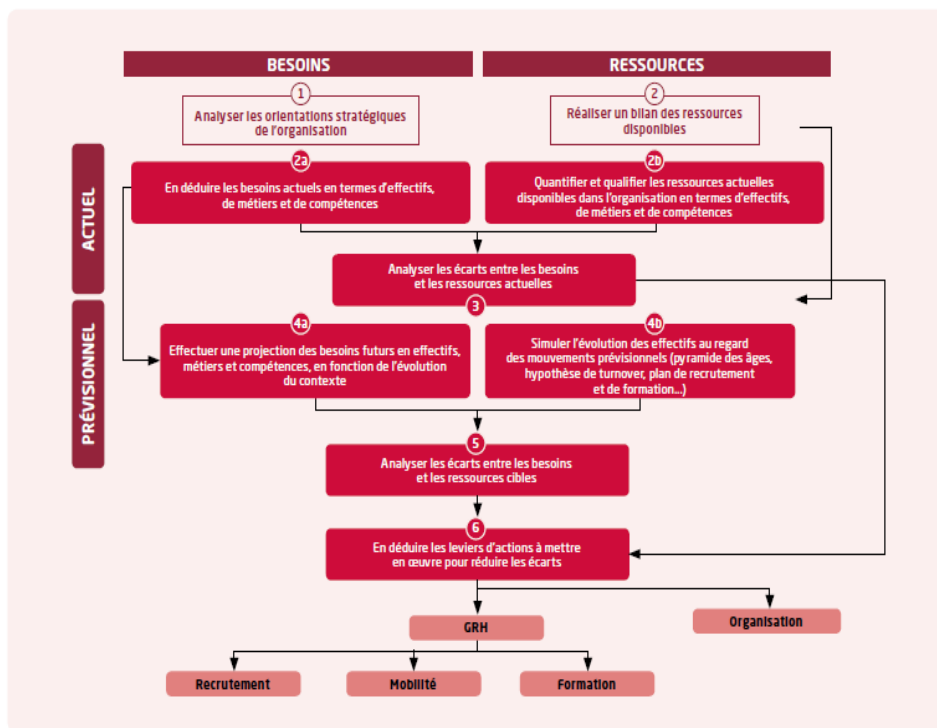 BESOINS
RESSOURCES
1
Analyser les orientations stratégiques
de l'organisation
2
Réaliser un bilan des ressources
disponibles
ACTUEL
2a
En déduire les besoins actuels en termes d'effectifs,
de métiers et de compétences
2b
Quantifier et qualifier les ressources actuelles
disponibles dans l'organisation en termes d'effectifs,
de métiers et de compétences
Analyser les écarts entre les besoins
et les ressources actuelles
3
PRÉVISIONNEL
4a
Effectuer une projection des besoins futurs en effectifs,
métiers et compétences, en fonction de l'évolution
du contexte
4b
Simuler l'évolution des effectifs au regard
des mouvements prévisionnels (pyramide des âges,
hypothèse de turnover, plan de recrutement
et de formation...)
5
Analyser les écarts entre les besoins
et les ressources cibles
6
En déduire les leviers d'actions à mettre
en œuvre pour réduire les écarts
GRH
Organisation
Recrutement
Mobilité
Formation